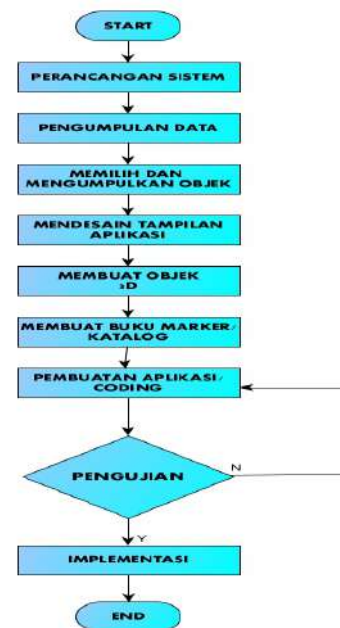 START
PERANCANGAN SISTEM
PENGUMPULAN DATA
MEMILIH DAN
MENGUMPULKAN OBJEK
MENDESAIN TAMPILAN
APLIKASI
MEMBUAT OBJEK
3D
MEMBUAT BUKU MARKER/
KATALOG
PEMBUATAN APLIKASI/
CODING
PENGUJIAN
N
Y
IMPLEMENTASI
END